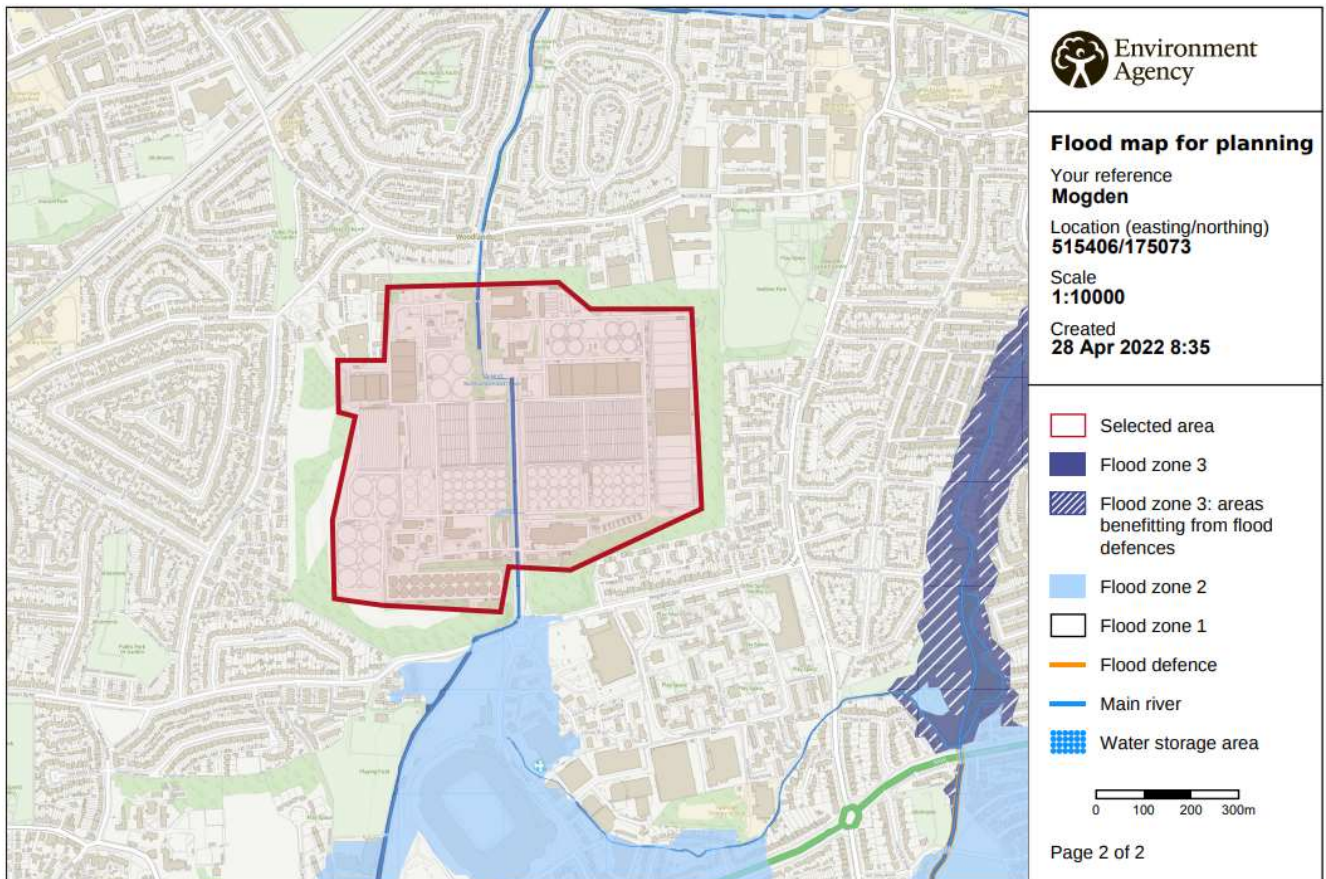 Environment
Agency
Flood map for planning
Your reference
Mogden
Location (easting/northing)
515406/175073
Scale
1:10000
Created
28 Apr 2022 8:35
Selected area
Flood zone 3
Flood zone 3: areas
benefitting from flood
defences
Flood zone 2
Flood zone 1
Flood defence
Main river
Water storage area
0 100 200 300m
Page 2 of 2